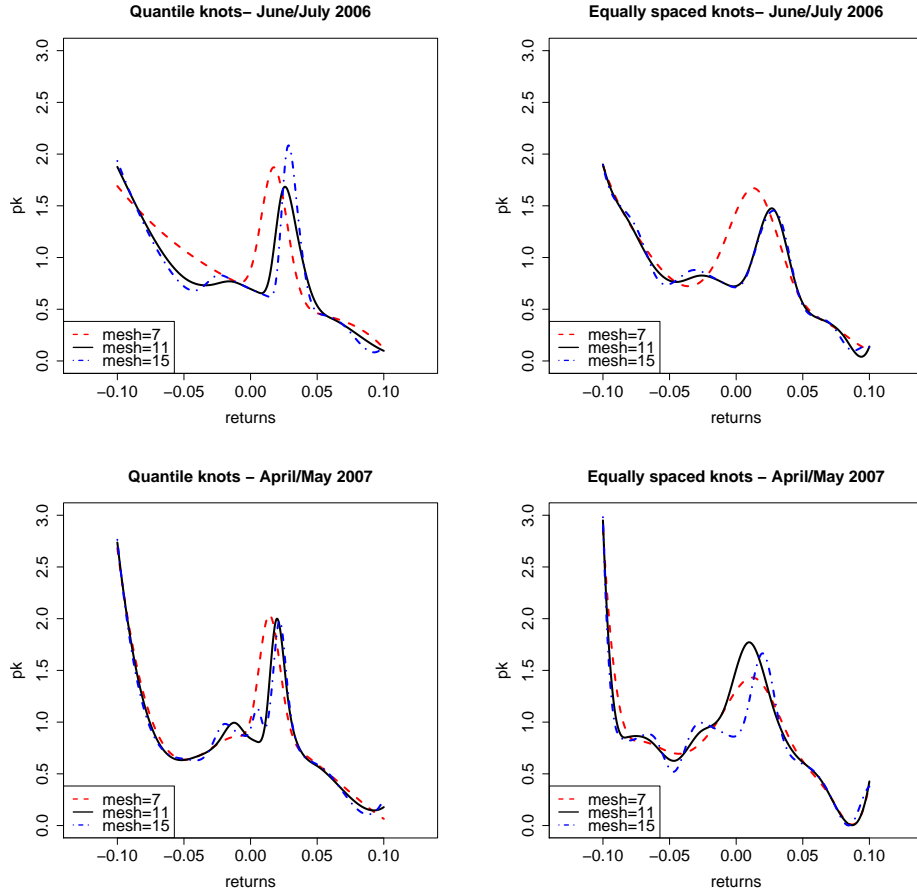 Quantile knots− June/July 2006
pk
0.0 0.5 1.0 1.5 2.0 2.5 3.0
mesh=7
mesh=11
mesh=15
−0.10 −0.05 0.00 0.05 0.10
returns
Equally spaced knots− June/July 2006
pk
0.0 0.5 1.0 1.5 2.0 2.5 3.0
mesh=7
mesh=11
mesh=15
−0.10 −0.05 0.00 0.05 0.10
returns
Quantile knots − April/May 2007
pk
0.0 0.5 1.0 1.5 2.0 2.5 3.0
mesh=7
mesh=11
mesh=15
−0.10 −0.05 0.00 0.05 0.10
returns
Equally spaced knots − April/May 2007
pk
0.0 0.5 1.0 1.5 2.0 2.5 3.0
mesh=7
mesh=11
mesh=15
−0.10 −0.05 0.00 0.05 0.10
returns